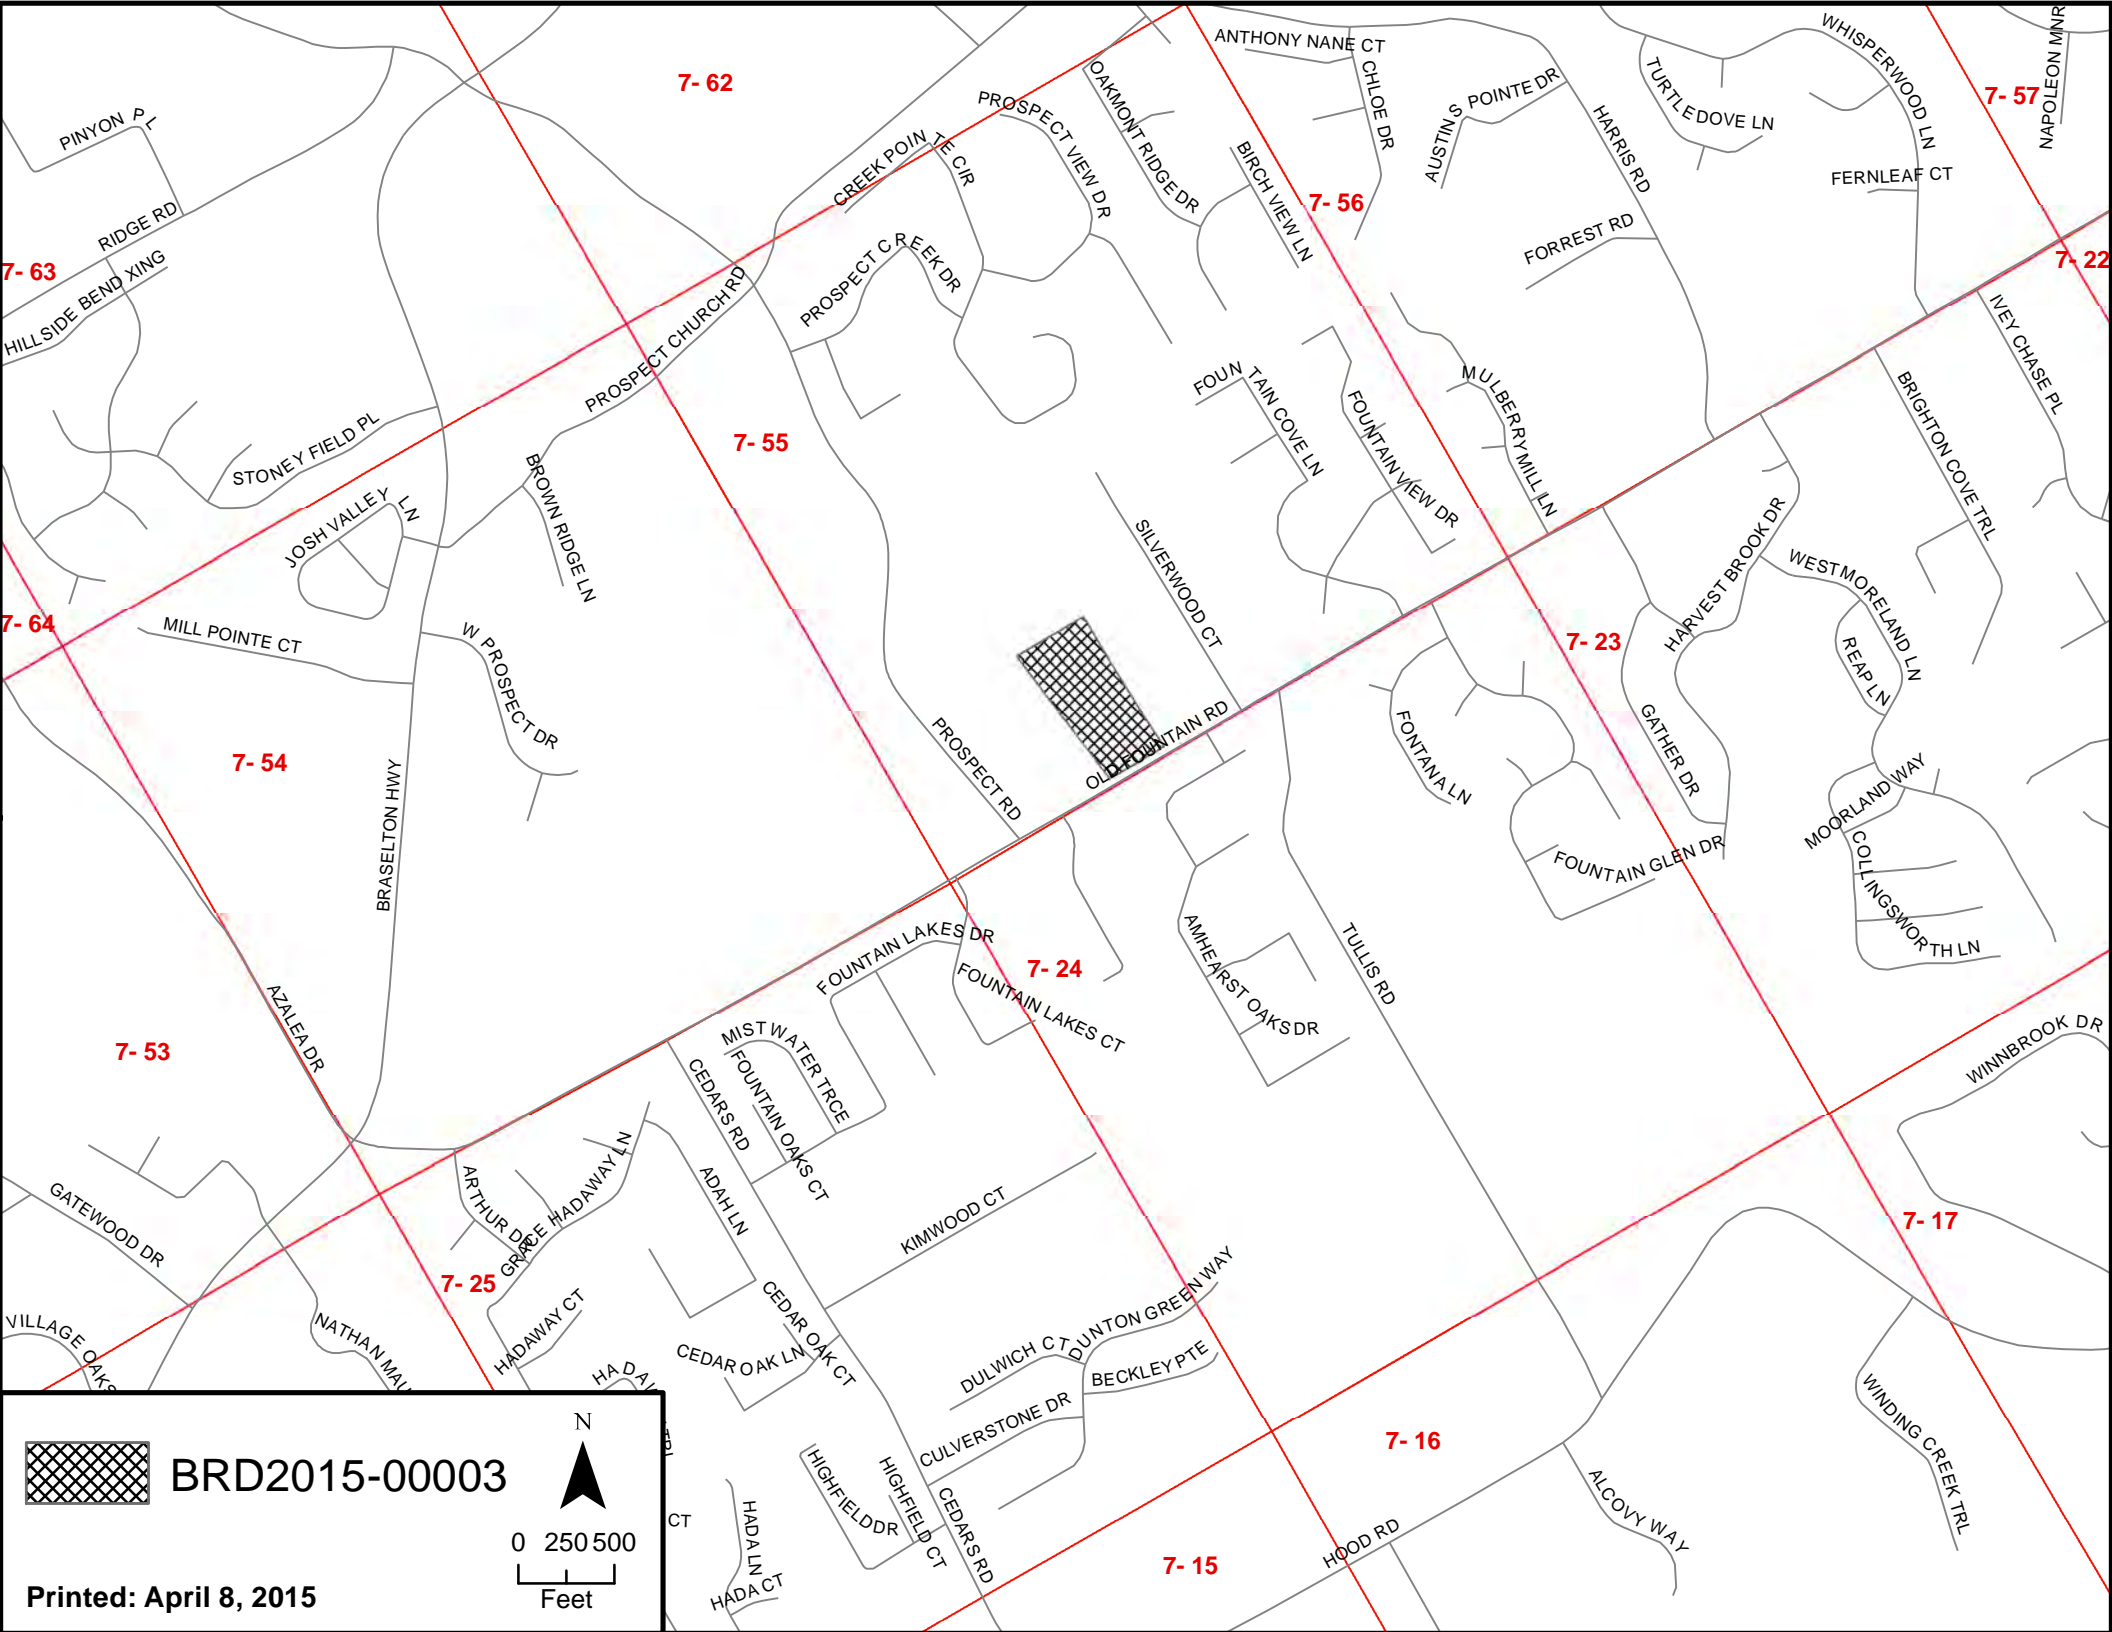 7- 62
ANTHONY NANE CT
WHISPERWOOD LN
NAPOLEON MNR
OAKMONT RIDGE DR
CHLOE DR
AUSTINS POINTE DR
TURTLEDOVE LN
7- 57
PINYON PL
PROSPECT VIEW DR
HARRIS RD
CREEK POINTE CIR
BIRCH VIEW LN
FERNLEAF CT
7- 56
RIDGE RD
FORREST RD
7- 63
HILLSIDE BEND XING
PROSPECT CREEK DR
7- 22
PROSPECT CHURCH RD
IVEY CHASE PL
FOUNTAIN COVE LN
MULBERRY MILL LN
BRIGHTON COVE TRL
STONEY FIELD PL
7- 55
FOUNTAIN VIEW DR
BROWN RIDGE LN
JOSH VALLEY LN
SILVERWOOD CT
HARVEST BROOK DR
WESTMORELAND LN
7- 64
MILL POINTE CT
W PROSPECT DR
7- 23
REAP LN
7- 54
PROSPECT RD
OLD FOUNTAIN RD
FONTANA LN
GATHER DR
MOORLAND WAY
BRASELTON HWY
FOUNTAIN GLEN DR
COLLINGSWORTH LN
FOUNTAIN LAKES DR
7- 24
FOUNTAIN LAKES CT
AMHEARST OAKS DR
TULLIS RD
AZALEA DR
7- 53
MISTWATER TRCE
CEDARS RD
FOUNTAIN OAKS CT
WINNBROOK DR
ADAH LN
GATEWOOD DR
ARTHUR DR
GRACE HADAWAY LN
KIMWOOD CT
7- 17
7- 25
VILLAGE OAKS
NATHAN MAU
HADAWAY CT
CEDAR OAK CT
CEDAR OAK LN
DUNTON GREEN WAY
DULWICH CT
BECKLEY PTE
HADAW
TRL
CULVERSTONE DR
7- 16
WINDING CREEK TRL
HIGHFIELD DR
HIGHFIELD CT
CEDARS RD
ALCOVY WAY
CT
HADA LN
HOOD RD
7- 15
HADA CT
BRD2015-00003
N
0 250 500
Feet
Printed: April 8, 2015